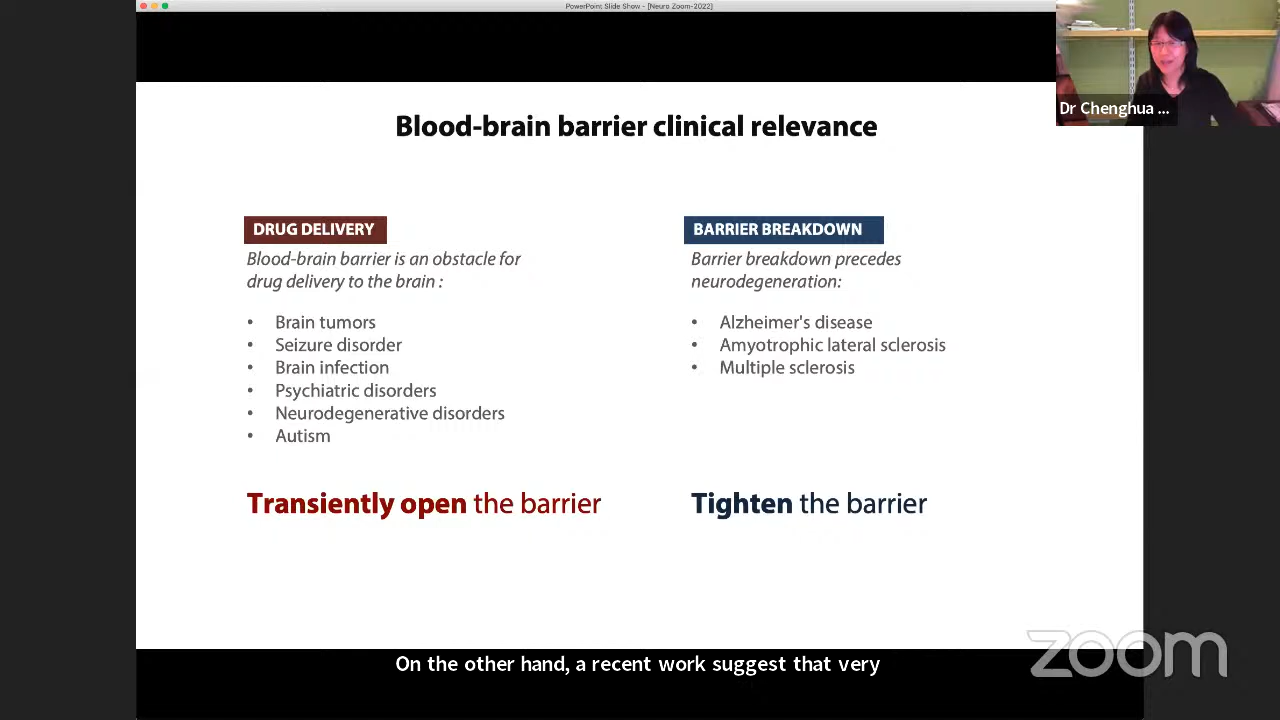 PowerPoint Slide Show - [Neuro Zoom-2022]
Dr Chenghua ...
Blood-brain barrier clinical relevance
DRUG DELIVERY
Blood-brain barrier is an obstacle for
drug delivery to the brain :
• Brain tumors
• Seizure disorder
• Brain infection
• Psychiatric disorders
• Neurodegenerative disorders
• Autism
Transiently open the barrier
BARRIER BREAKDOWN
Barrier breakdown precedes
neurodegeneration:
• Alzheimer's disease
• Amyotrophic lateral sclerosis
• Multiple sclerosis
Tighten the barrier
zoom
On the other hand, a recent work suggest that very